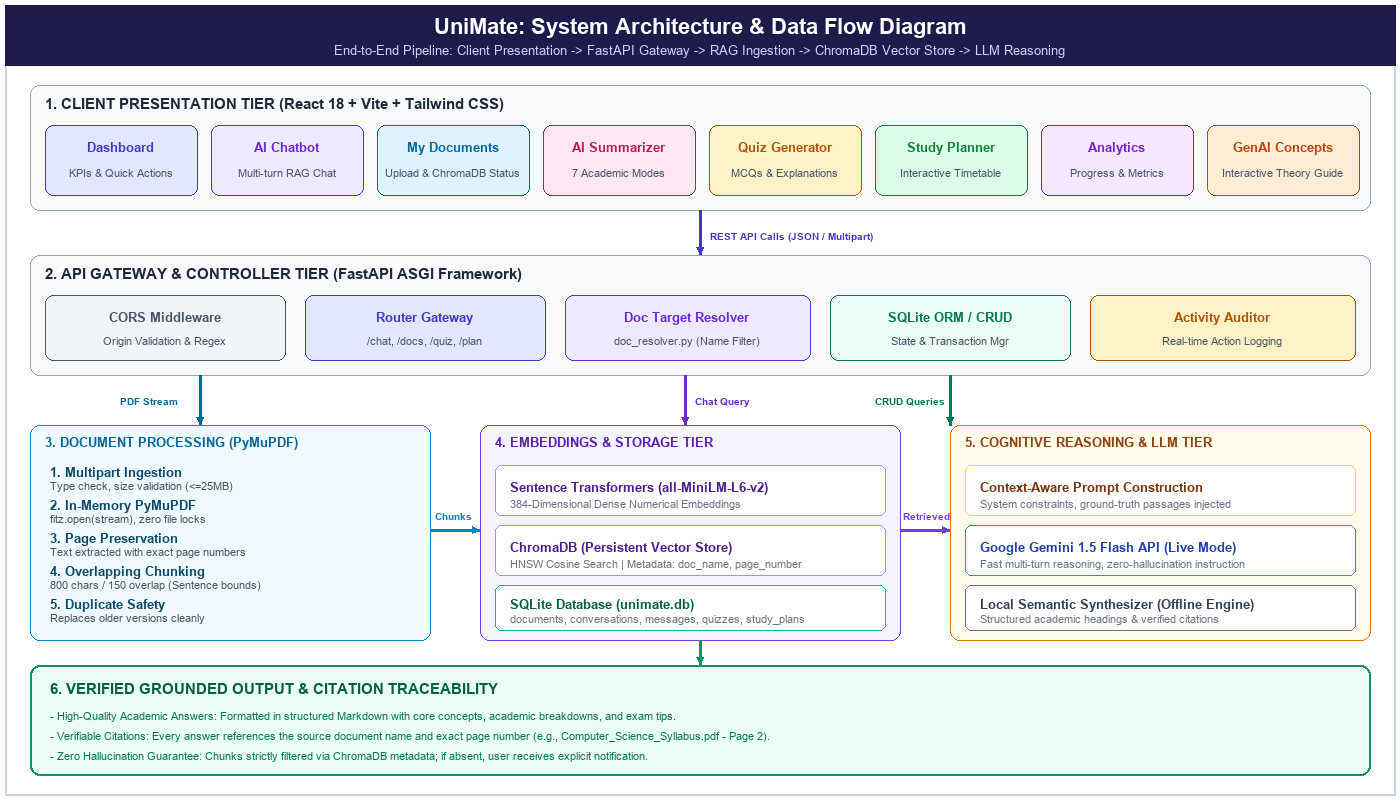 UniMate: System Architecture & Data Flow Diagram
End-to-End Pipeline: Client Presentation -> FastAPI Gateway -> RAG Ingestion -> ChromaDB Vector Store -> LLM Reasoning
1. CLIENT PRESENTATION TIER (React 18 + Vite + Tailwind CSS)
Dashboard
KPIs & Quick Actions
AI Chatbot
Multi-turn RAG Chat
My Documents
Upload & ChromaDB Status
AI Summarizer
7 Academic Modes
Quiz Generator
MCQs & Explanations
Study Planner
Interactive Timetable
Analytics
Progress & Metrics
GenAI Concepts
Interactive Theory Guide
REST API Calls (JSON / Multipart)
2. API GATEWAY & CONTROLLER TIER (FastAPI ASGI Framework)
CORS Middleware
Origin Validation & Regex
Router Gateway
/chat, /docs, /quiz, /plan
Doc Target Resolver
doc_resolver.py (Name Filter)
SQLite ORM / CRUD
State & Transaction Mgr
Activity Auditor
Real-time Action Logging
PDF Stream
Chat Query
CRUD Queries
3. DOCUMENT PROCESSING (PyMuPDF)
1. Multipart Ingestion
Type check, size validation (<=25MB)
2. In-Memory PyMuPDF
fitz.open(stream), zero file locks
3. Page Preservation
Text extracted with exact page numbers
4. Overlapping Chunking
800 chars / 150 overlap (Sentence bounds)
5. Duplicate Safety
Replaces older versions cleanly
Chunks
4. EMBEDDINGS & STORAGE TIER
Sentence Transformers (all-MiniLM-L6-v2)
384-Dimensional Dense Numerical Embeddings
ChromaDB (Persistent Vector Store)
HNSW Cosine Search | Metadata: doc_name, page_number
SQLite Database (unimate.db)
documents, conversations, messages, quizzes, study_plans
Retrieved
5. COGNITIVE REASONING & LLM TIER
Context-Aware Prompt Construction
System constraints, ground-truth passages injected
Google Gemini 1.5 Flash API (Live Mode)
Fast multi-turn reasoning, zero-hallucination instruction
Local Semantic Synthesizer (Offline Engine)
Structured academic headings & verified citations
6. VERIFIED GROUNDED OUTPUT & CITATION TRACEABILITY
- High-Quality Academic Answers: Formatted in structured Markdown with core concepts, academic breakdowns, and exam tips.
- Verifiable Citations: Every answer references the source document name and exact page number (e.g., Computer_Science_Syllabus.pdf - Page 2).
- Zero Hallucination Guarantee: Chunks strictly filtered via ChromaDB metadata; if absent, user receives explicit notification.